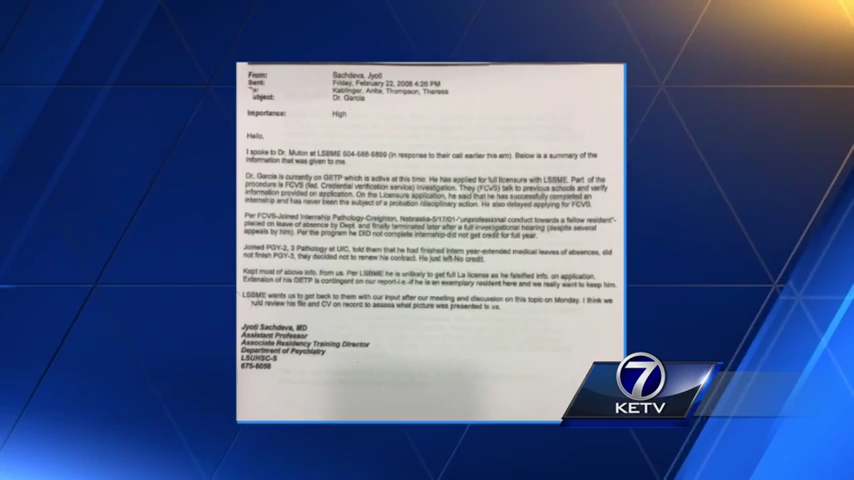 From: Sachdeva, Jyoti
Sent: Friday, February 22, 2008 4:26 PM
To: Kablinger, Anita; Thompson, Theresa
ubject: Dr. Garcia
Importance: High
Hello,
I spoke to Dr. Muton at LSBME (in response to their call earlier this am). Below is a summary of the
information that was given to me.
Dr. Garcia is currently on GETP which is active at this time. He has applied for full licensure with LSBME. Part of the
procedure is FCVS (fed. Credential verification service) investigation. They (FCVS) talk to previous schools and verify
information provided on application. On the Licensure application, he said that he has successfully completed an
internship and has never been the subject of a probation /disciplinary action. He also delayed applying for FCVS.
Per FCVS-Joined Internship Pathology-Creighton, Nebraska-5/17/01-"unprofessional conduct towards a fellow resident"-
placed on leave of absence by Dept. and finally terminated later after a full investigational hearing (despite several
appeals by him). Per the program he DID not complete internship-did not get credit for full year.
Joined PGY-2, 3 Pathology at UIC, told them that he had finished intern year-extended medical leaves of absences, did
not finish PGY-3, they decided not to renew his contract. He just left-No credit.
Kept most of above info. from us. Per LSBME he is unlikely to get full La license as he falsified info. on application.
Extension of his GETP is contingent on our report-i.e. if he is an exemplary resident here and we really want to keep him.
LSBME wants us to get back to them with our input after our meeting and discussion on this topic on Monday. I think we
uld review his file and CV on record to assess what picture was presented to us.
Jyoti Sachdeva, MD
Assistant Professor
Associate Residency Training Director
Department of Psychiatry
LSUHSC-S
675-6056
7
KETV